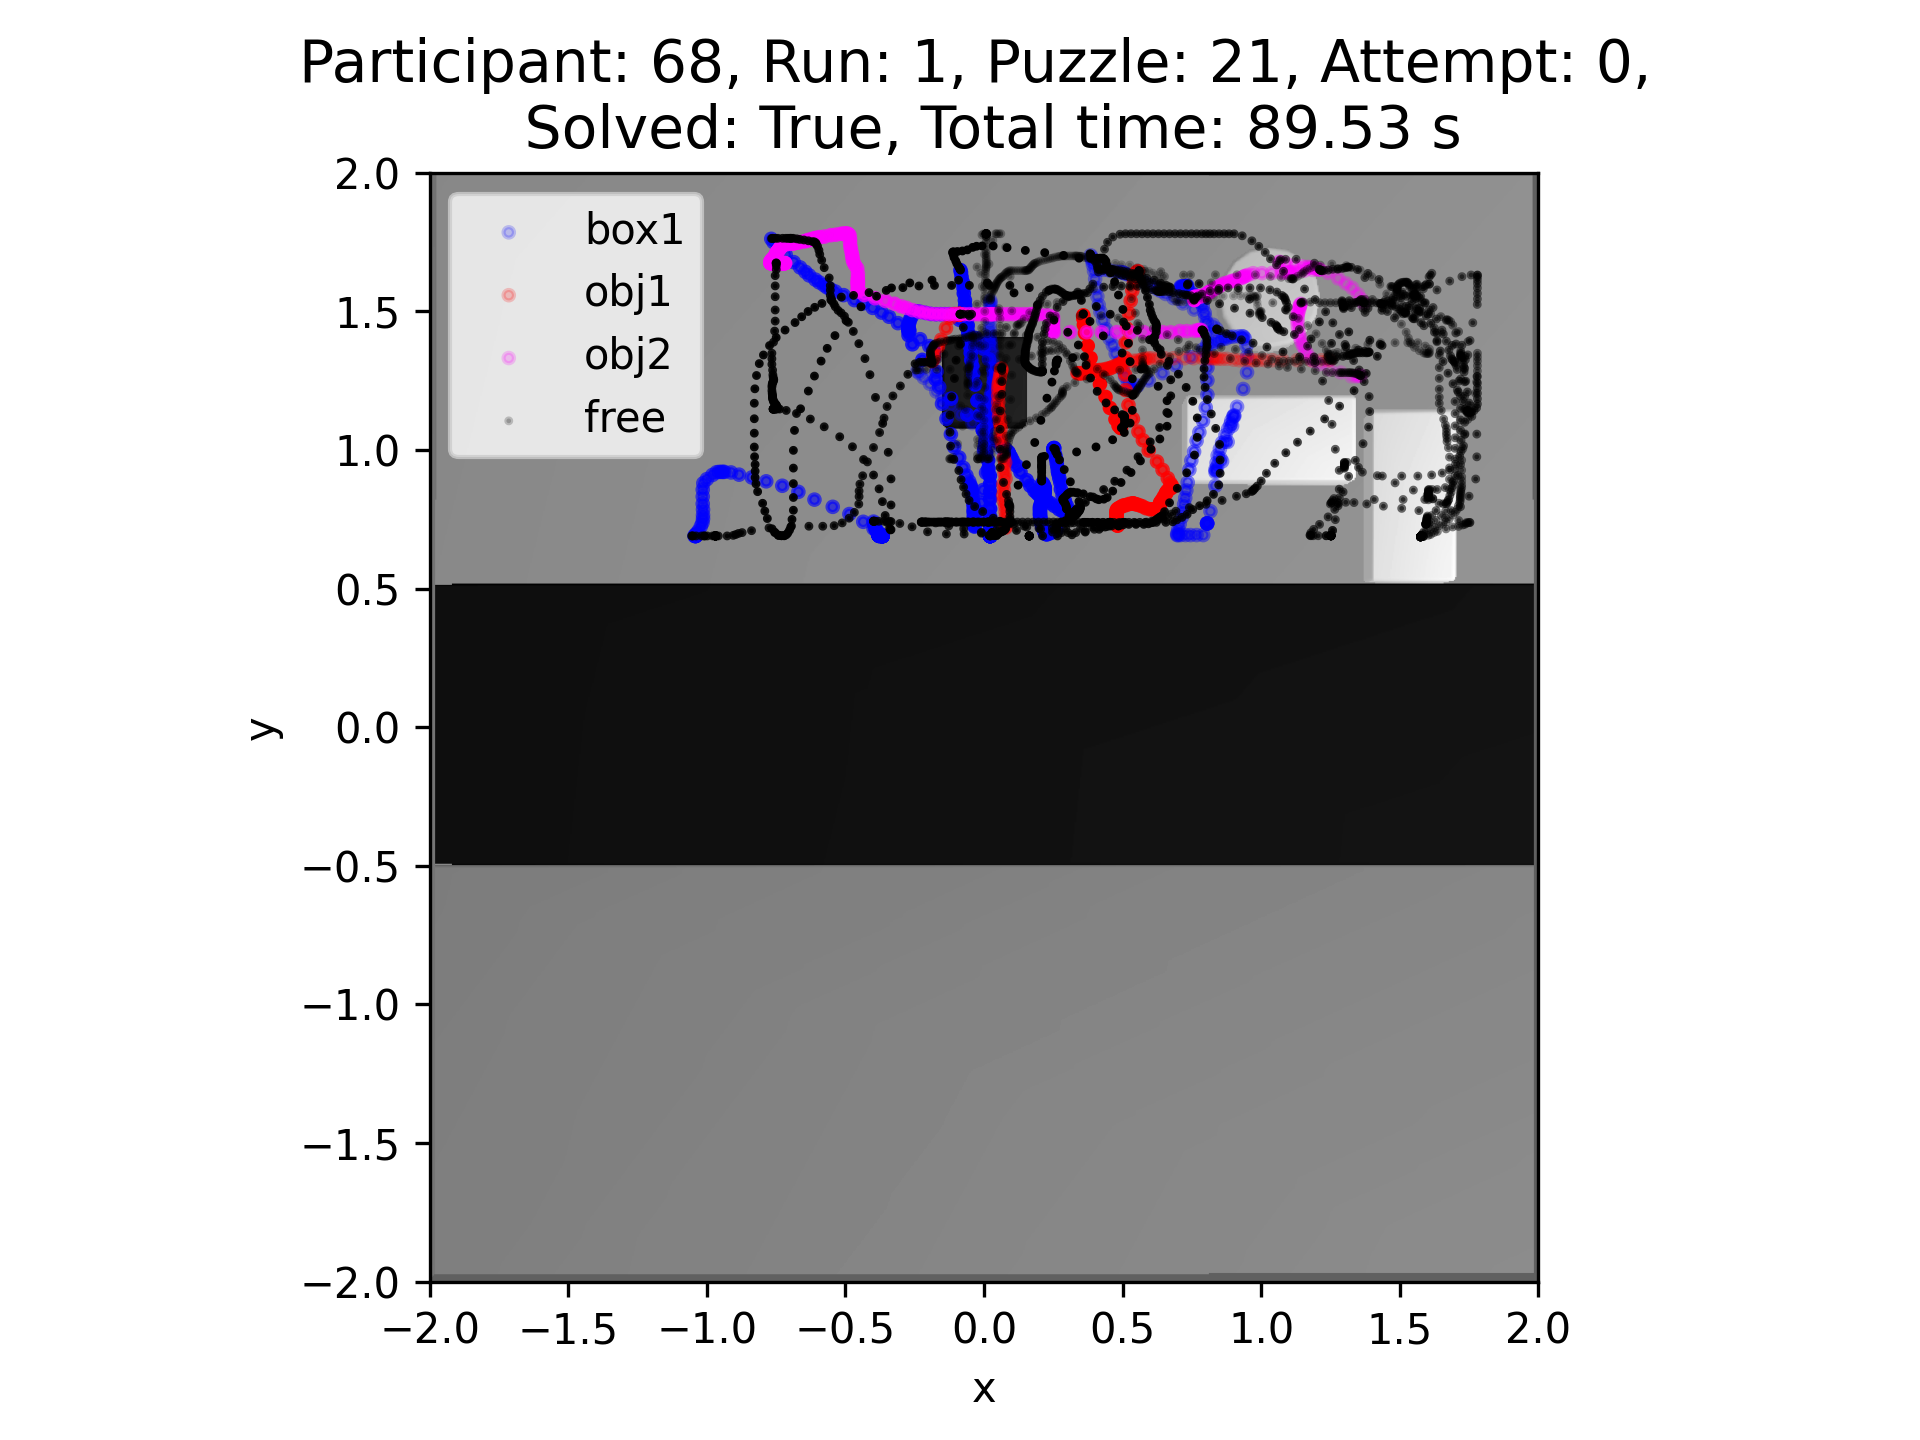 Participant: 68, Run: 1, Puzzle: 21, Attempt: 0,
Solved: True, Total time: 89.53 s
box1
obj1
obj2
free
2.0
1.5
1.0
0.5
0.0
−0.5
−1.0
−1.5
−2.0
y
−2.0 −1.5 −1.0 −0.5 0.0 0.5 1.0 1.5 2.0
x